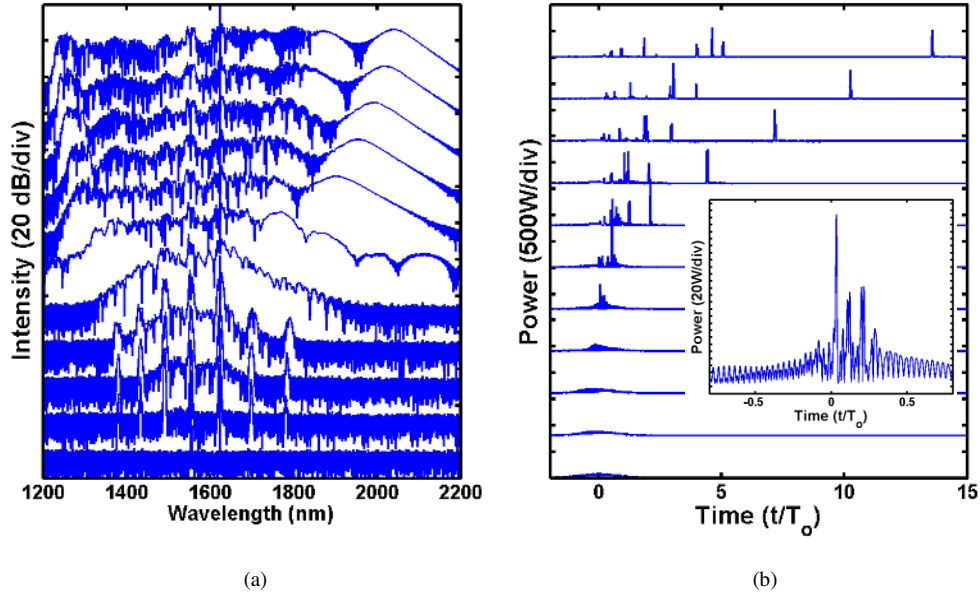 Intensity (20 dB/div)
1200 1400 1600 1800 2000 2200
Wavelength (nm)
(a)
Power (500W/div)
0 5 10 15
Time (t/To)
Power (20W/div)
-0.5 0 0.5
Time (t/To)
(b)